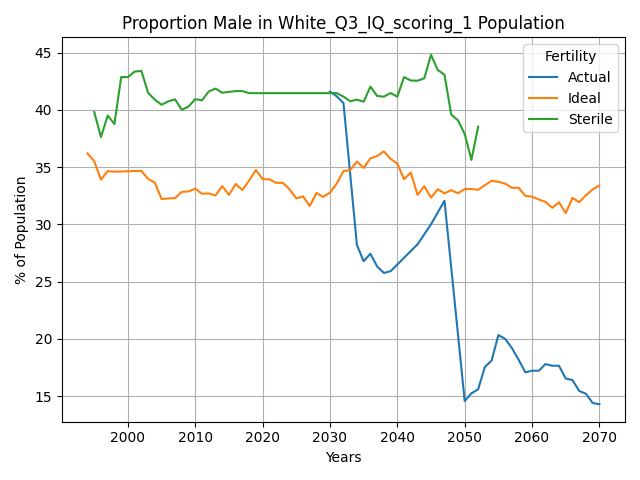 Proportion Male in White_Q3_IQ_scoring_1 Population
Fertility
Actual
Ideal
Sterile
% of Population
45
40
35
30
25
20
15
2000
2010
2020
2030
2040
2050
2060
2070
Years